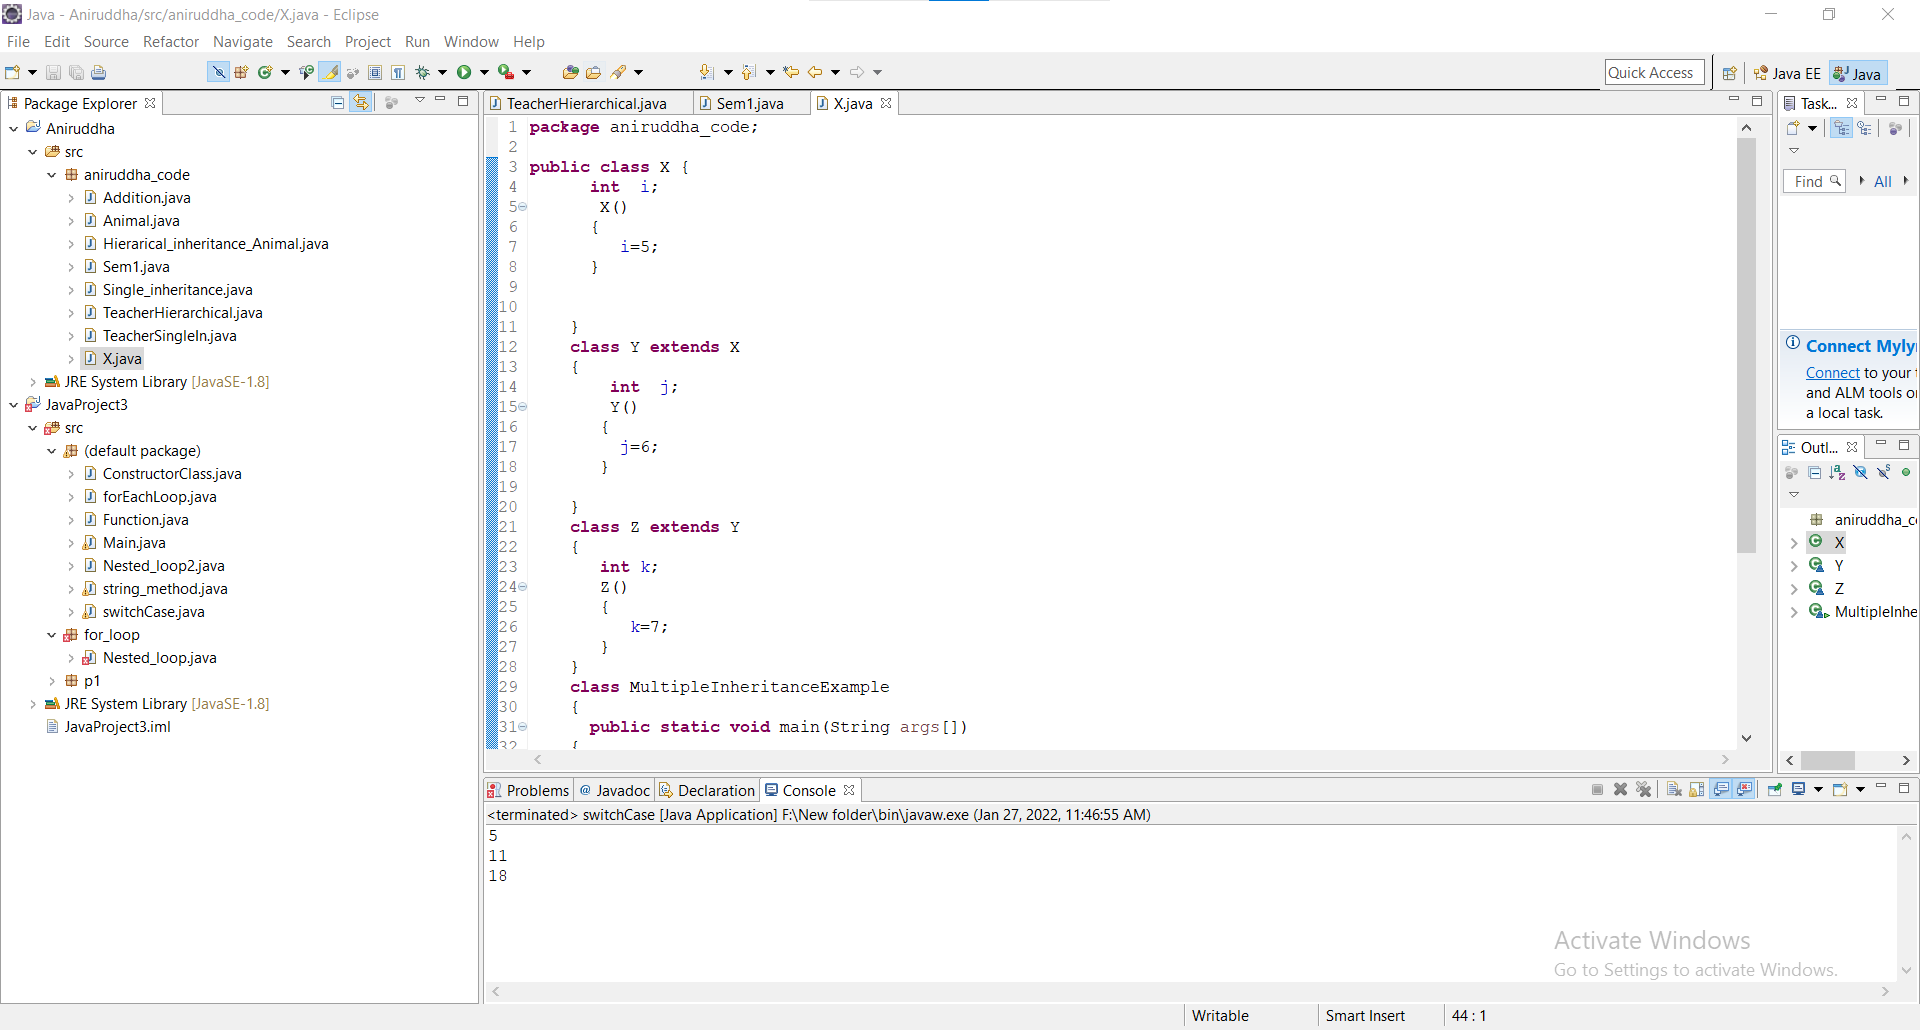 Java - Aniruddha/src/aniruddha_code/X.java - Eclipse
File Edit Source Refactor Navigate Search Project Run Window Help
Quick Access Java EE Java
Package Explorer
Aniruddha
src
aniruddha_code
Addition.java
Animal.java
Hierarical_inheritance_Animal.java
Sem1.java
Single_inheritance.java
TeacherHierarchical.java
TeacherSingleIn.java
X.java
JRE System Library [JavaSE-1.8]
JavaProject3
src
(default package)
ConstructorClass.java
forEachLoop.java
Function.java
Main.java
Nested_loop2.java
string_method.java
switchCase.java
for_loop
Nested_loop.java
p1
JRE System Library [JavaSE-1.8]
JavaProject3.iml
TeacherHierarchical.java Sem1.java X.java
1 package aniruddha_code;
2
3 public class X {
4 int i;
5 X()
6 {
7 i=5;
8 }
9
10
11 }
12 class Y extends X
13 {
14 int j;
15 Y()
16 {
17 j=6;
18 }
19
20 }
21 class Z extends Y
22 {
23 int k;
24 Z()
25 {
26 k=7;
27 }
28 }
29 class MultipleInheritanceExample
30 {
31 public static void main(String args[])
32 {
Task...
Find All
Connect Myly
Connect to your t
and ALM tools o
a local task.
Outl...
aniruddha_c
X
Y
Z
MultipleInhe
Problems @ Javadoc Declaration Console
<terminated> switchCase [Java Application] F:\New folder\bin\javaw.exe (Jan 27, 2022, 11:46:55 AM)
5
11
18
Activate Windows
Go to Settings to activate Windows.
Writable Smart Insert 44 : 1